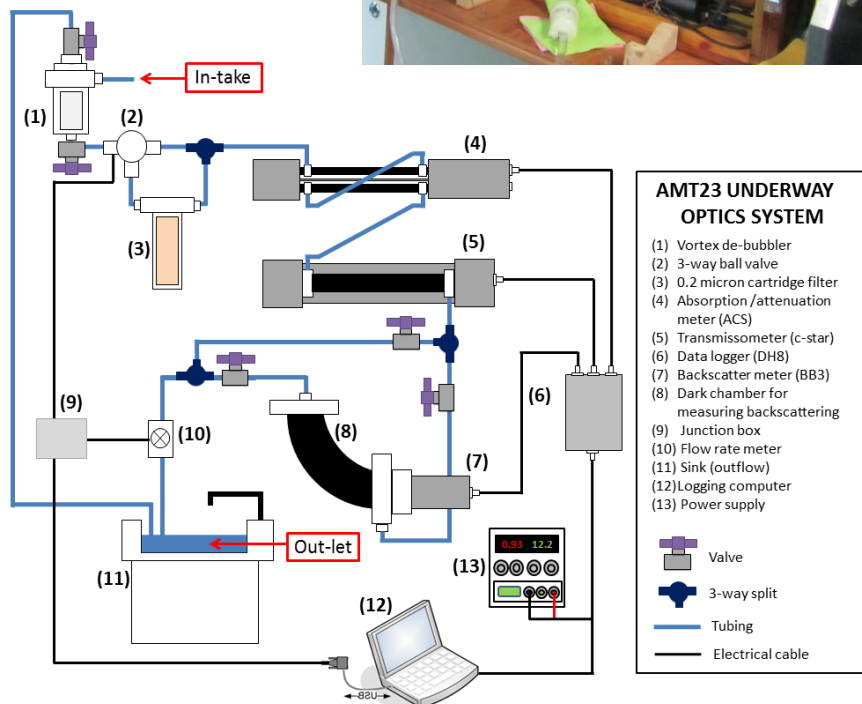 In-take
(1)
(2)
(3)
(4)
(5)
(6)
(7)
(8)
(9)
(10)
Out-let
(11)
(12)
(13)
0.93 12.2
USB
AMT23 UNDERWAY
OPTICS SYSTEM
(1) Vortex de-bubbler
(2) 3-way ball valve
(3) 0.2 micron cartridge filter
(4) Absorption/attenuation
meter (ACS)
(5) Transmissometer (c-star)
(6) Data logger (DH8)
(7) Backscatter meter (BB3)
(8) Dark chamber for
measuring backscattering
(9) Junction box
(10) Flow rate meter
(11) Sink (outflow)
(12) Logging computer
(13) Power supply
Valve
3-way split
Tubing
Electrical cable